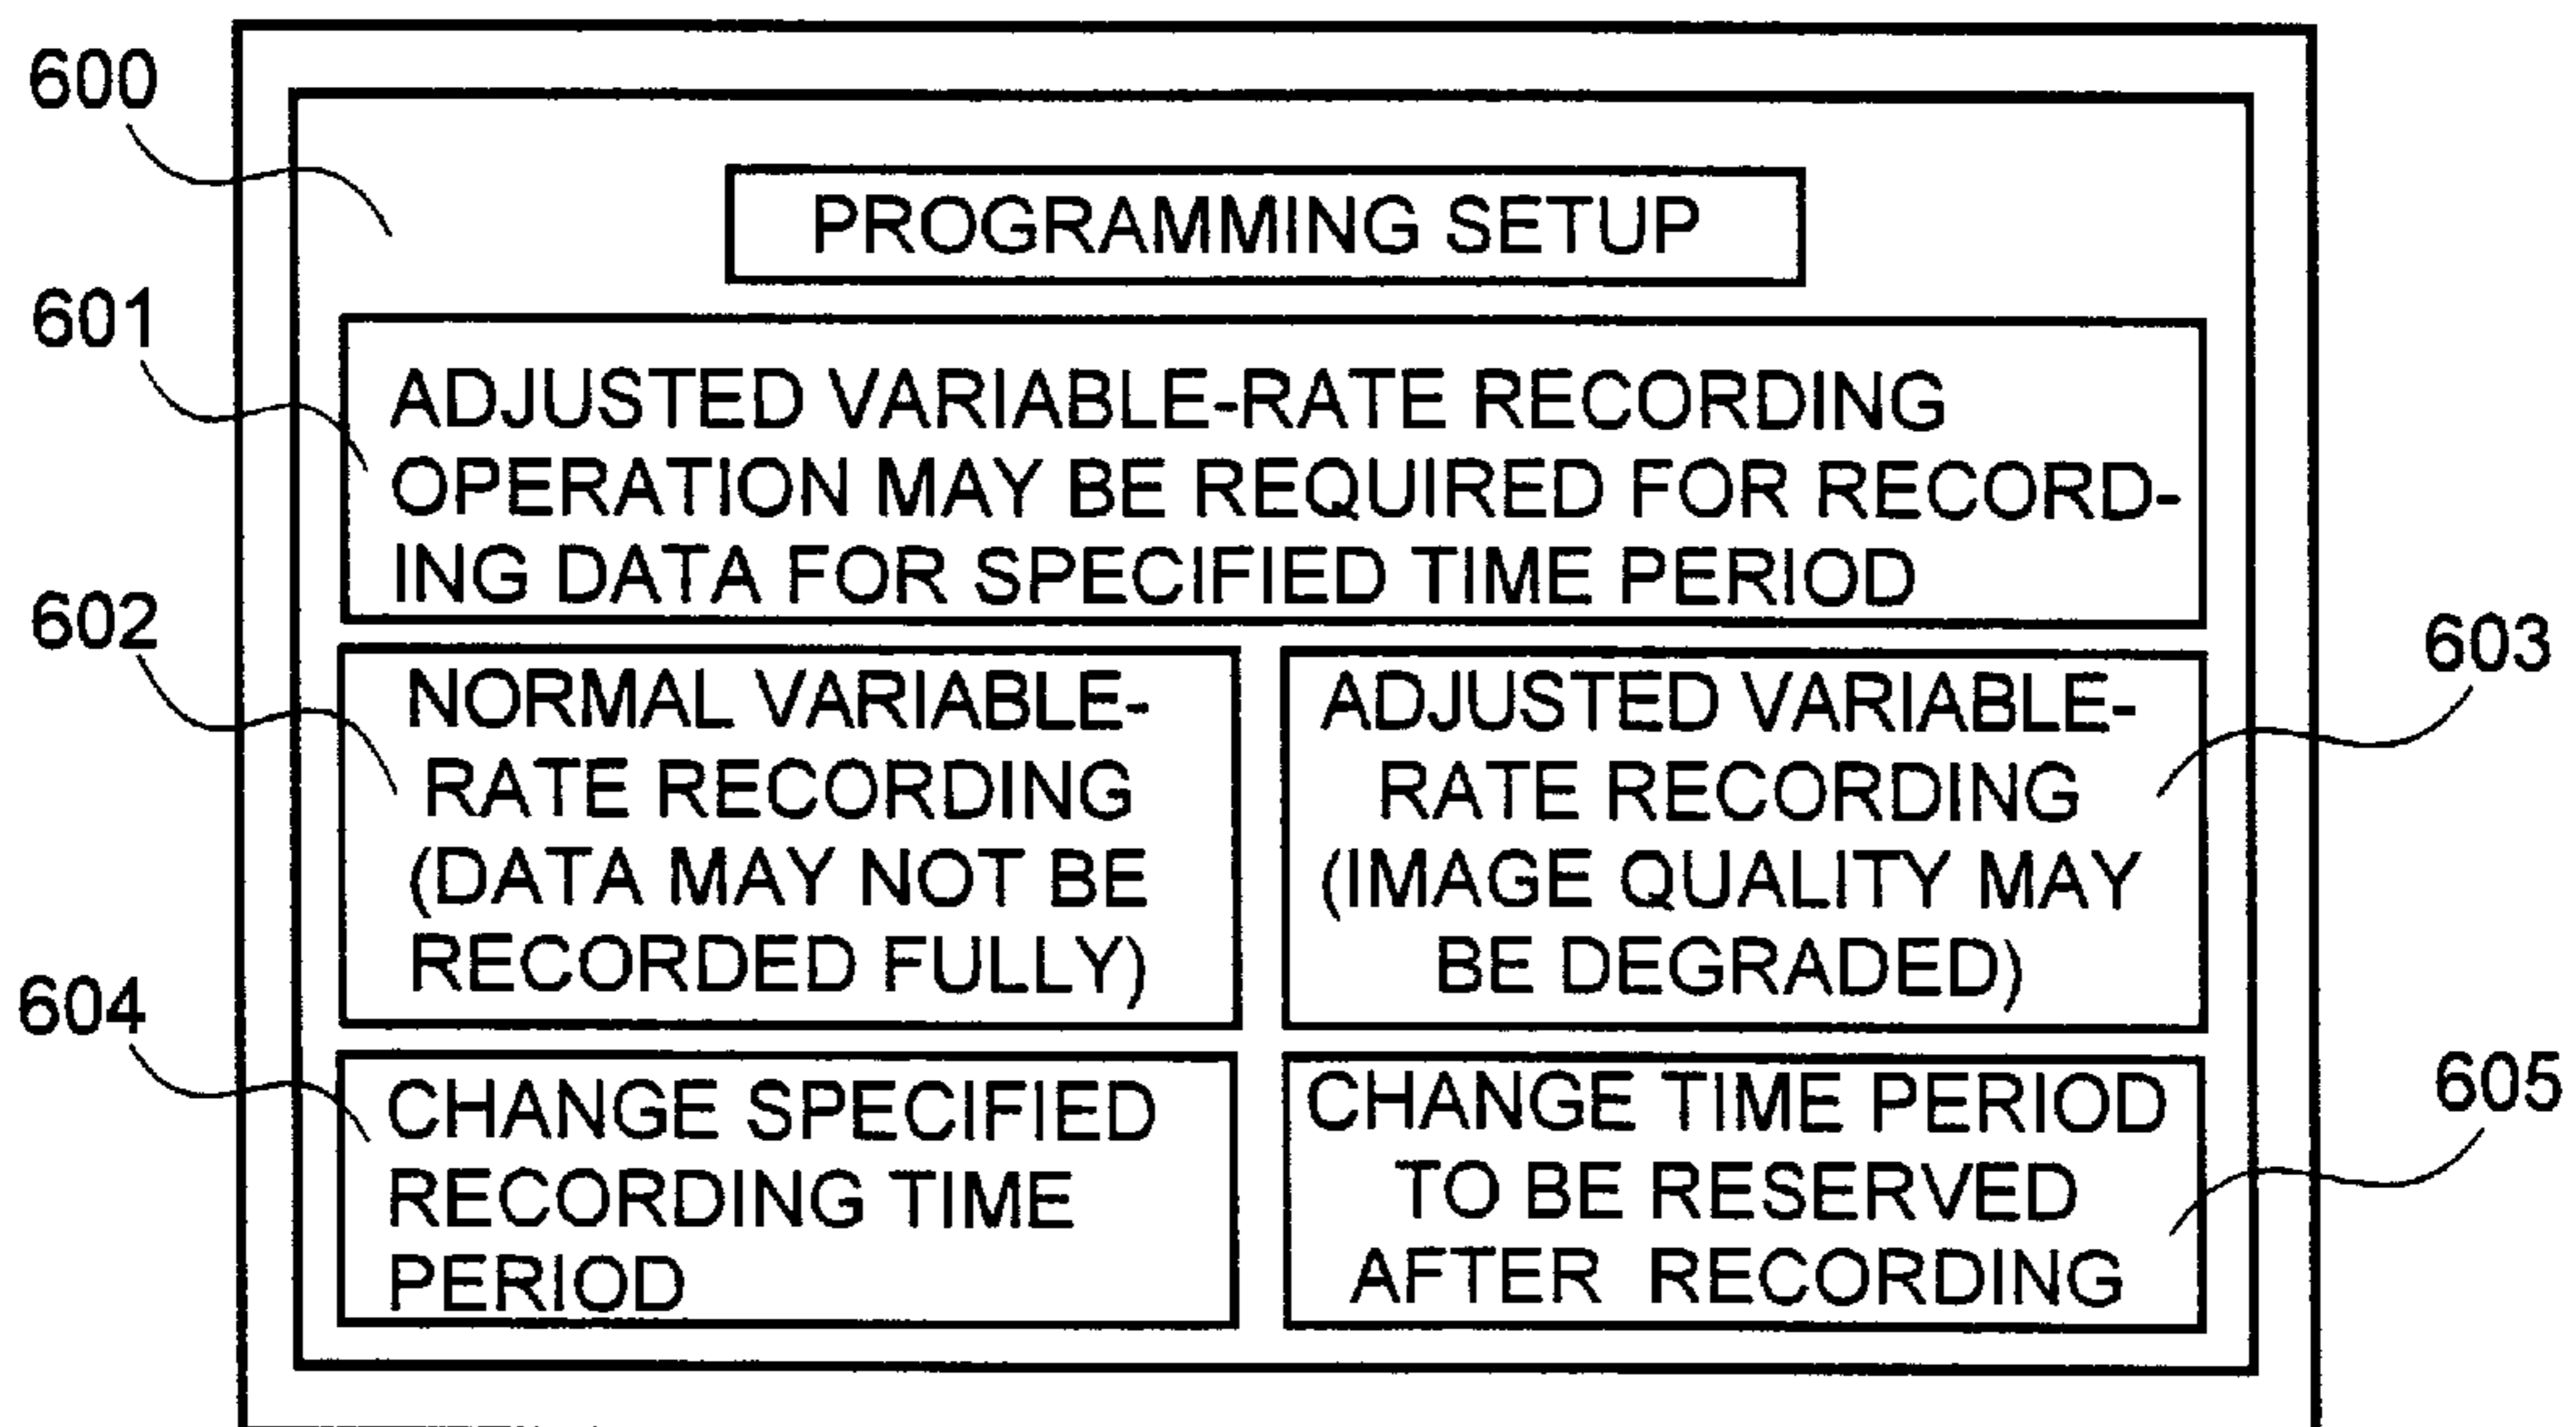 600
PROGRAMMING SETUP
601
ADJUSTED VARIABLE-RATE RECORDING
OPERATION MAY BE REQUIRED FOR RECORD-
ING DATA FOR SPECIFIED TIME PERIOD
602
NORMAL VARIABLE-
RATE RECORDING
(DATA MAY NOT BE
RECORDED FULLY)
603
ADJUSTED VARIABLE-
RATE RECORDING
(IMAGE QUALITY MAY
BE DEGRADED)
604
CHANGE SPECIFIED
RECORDING TIME
PERIOD
605
CHANGE TIME PERIOD
TO BE RESERVED
AFTER RECORDING